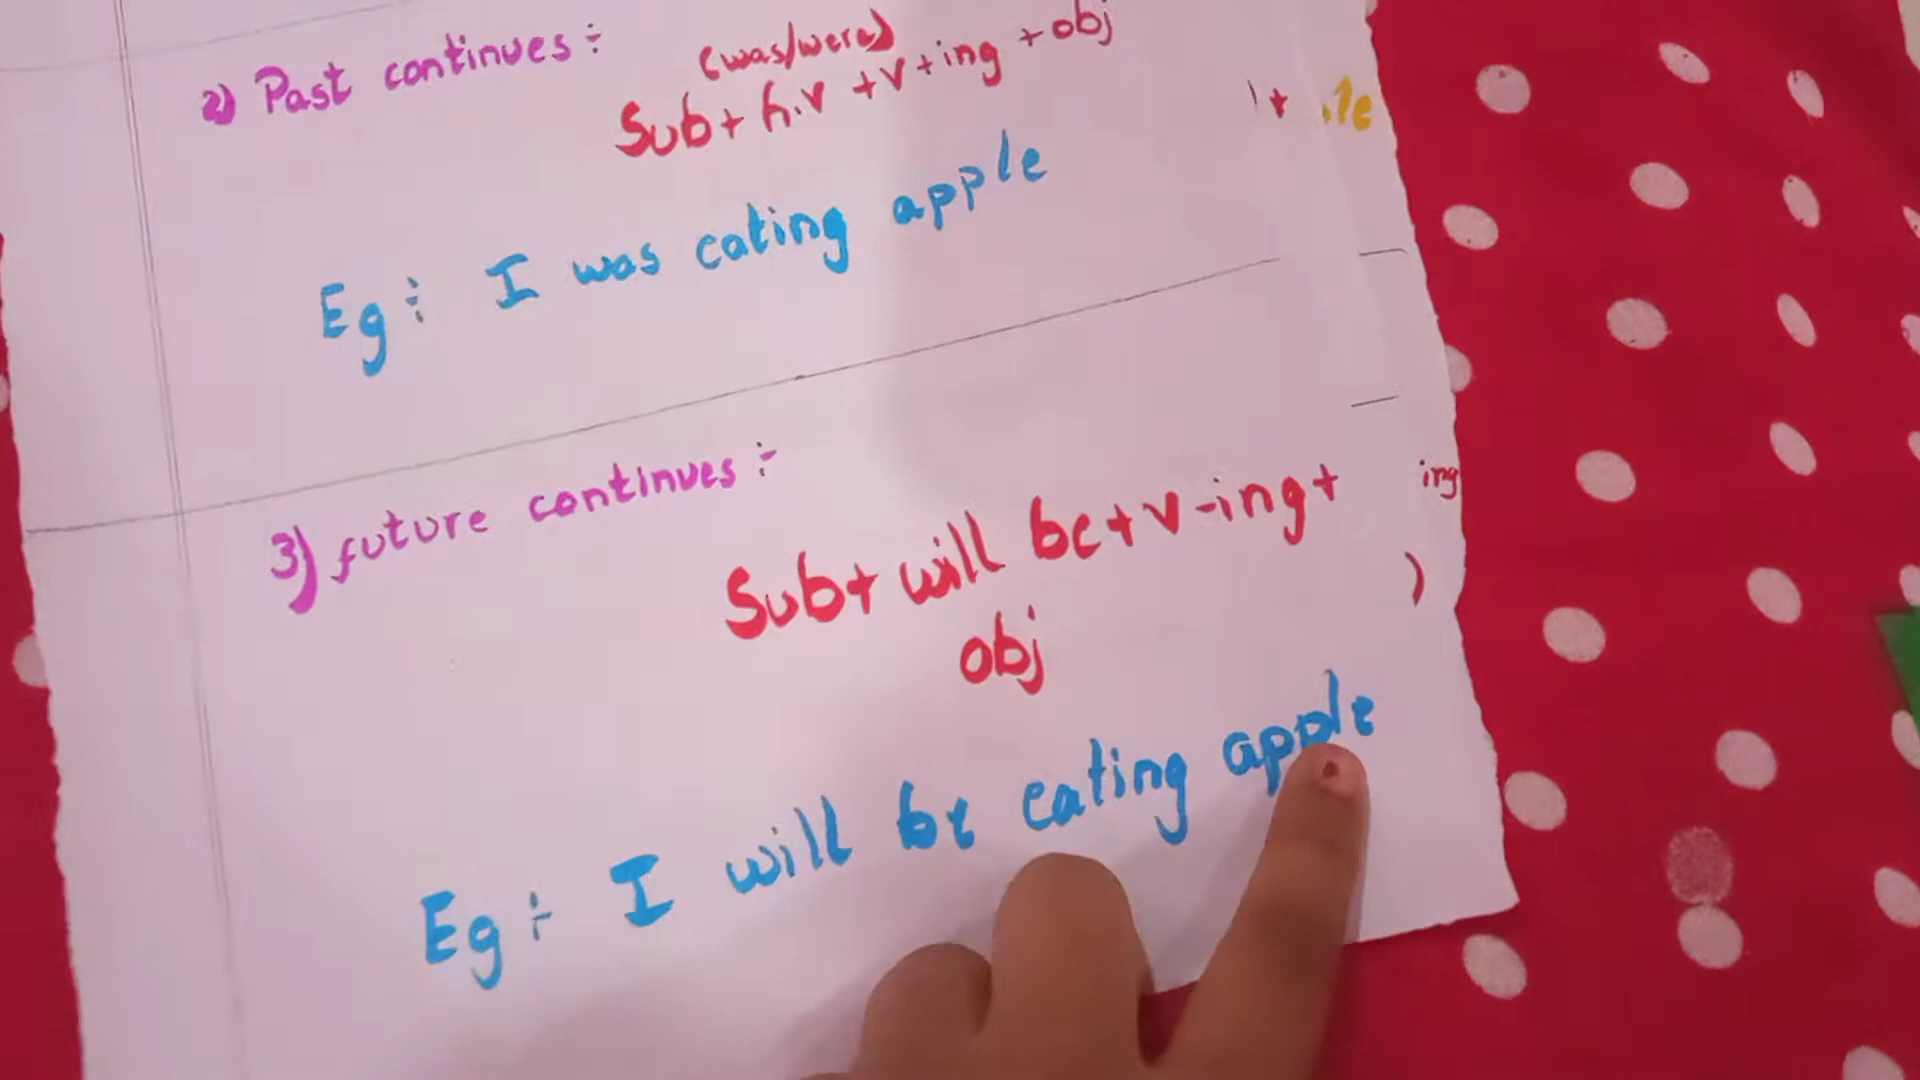 2) Past continues :-
(was/were)
Sub + h.v + v + ing + obj
Eg :- I was eating apple
3) future continues :-
Sub + will be + v-ing +
obj
Eg :- I will be eating apple
ing
)